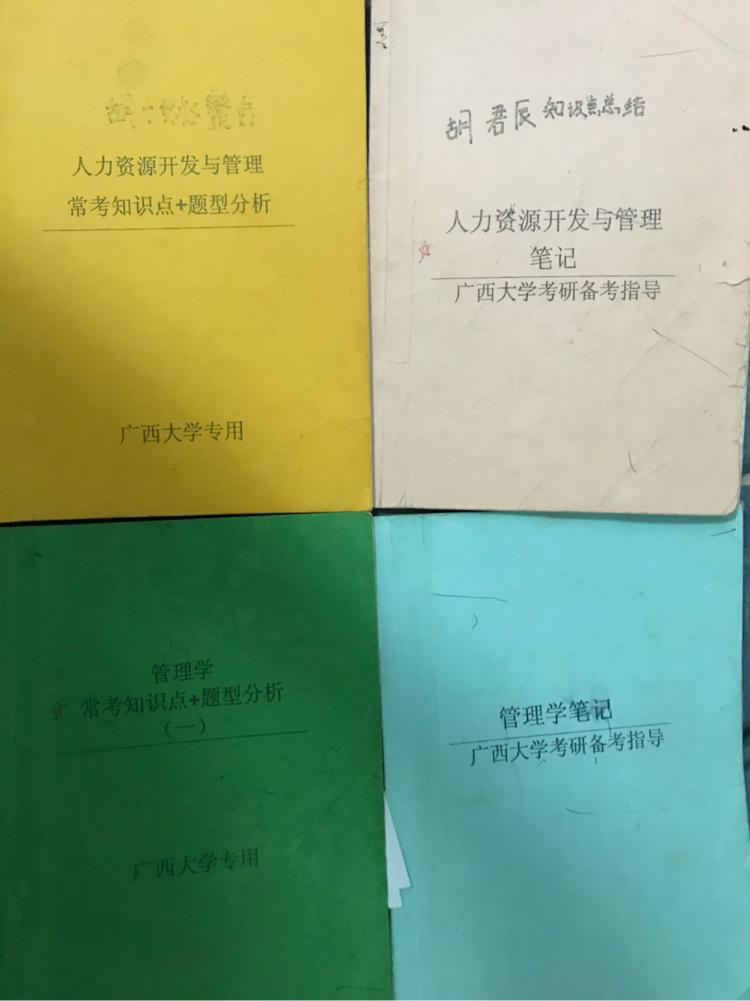 人力资源开发与管理
常考知识点+题型分析
广西大学专用
胡君辰知识点总结
人力资源开发与管理
笔记
广西大学考研备考指导
管理学
常考知识点+题型分析
（一）
广西大学专用
管理学笔记
广西大学考研备考指导